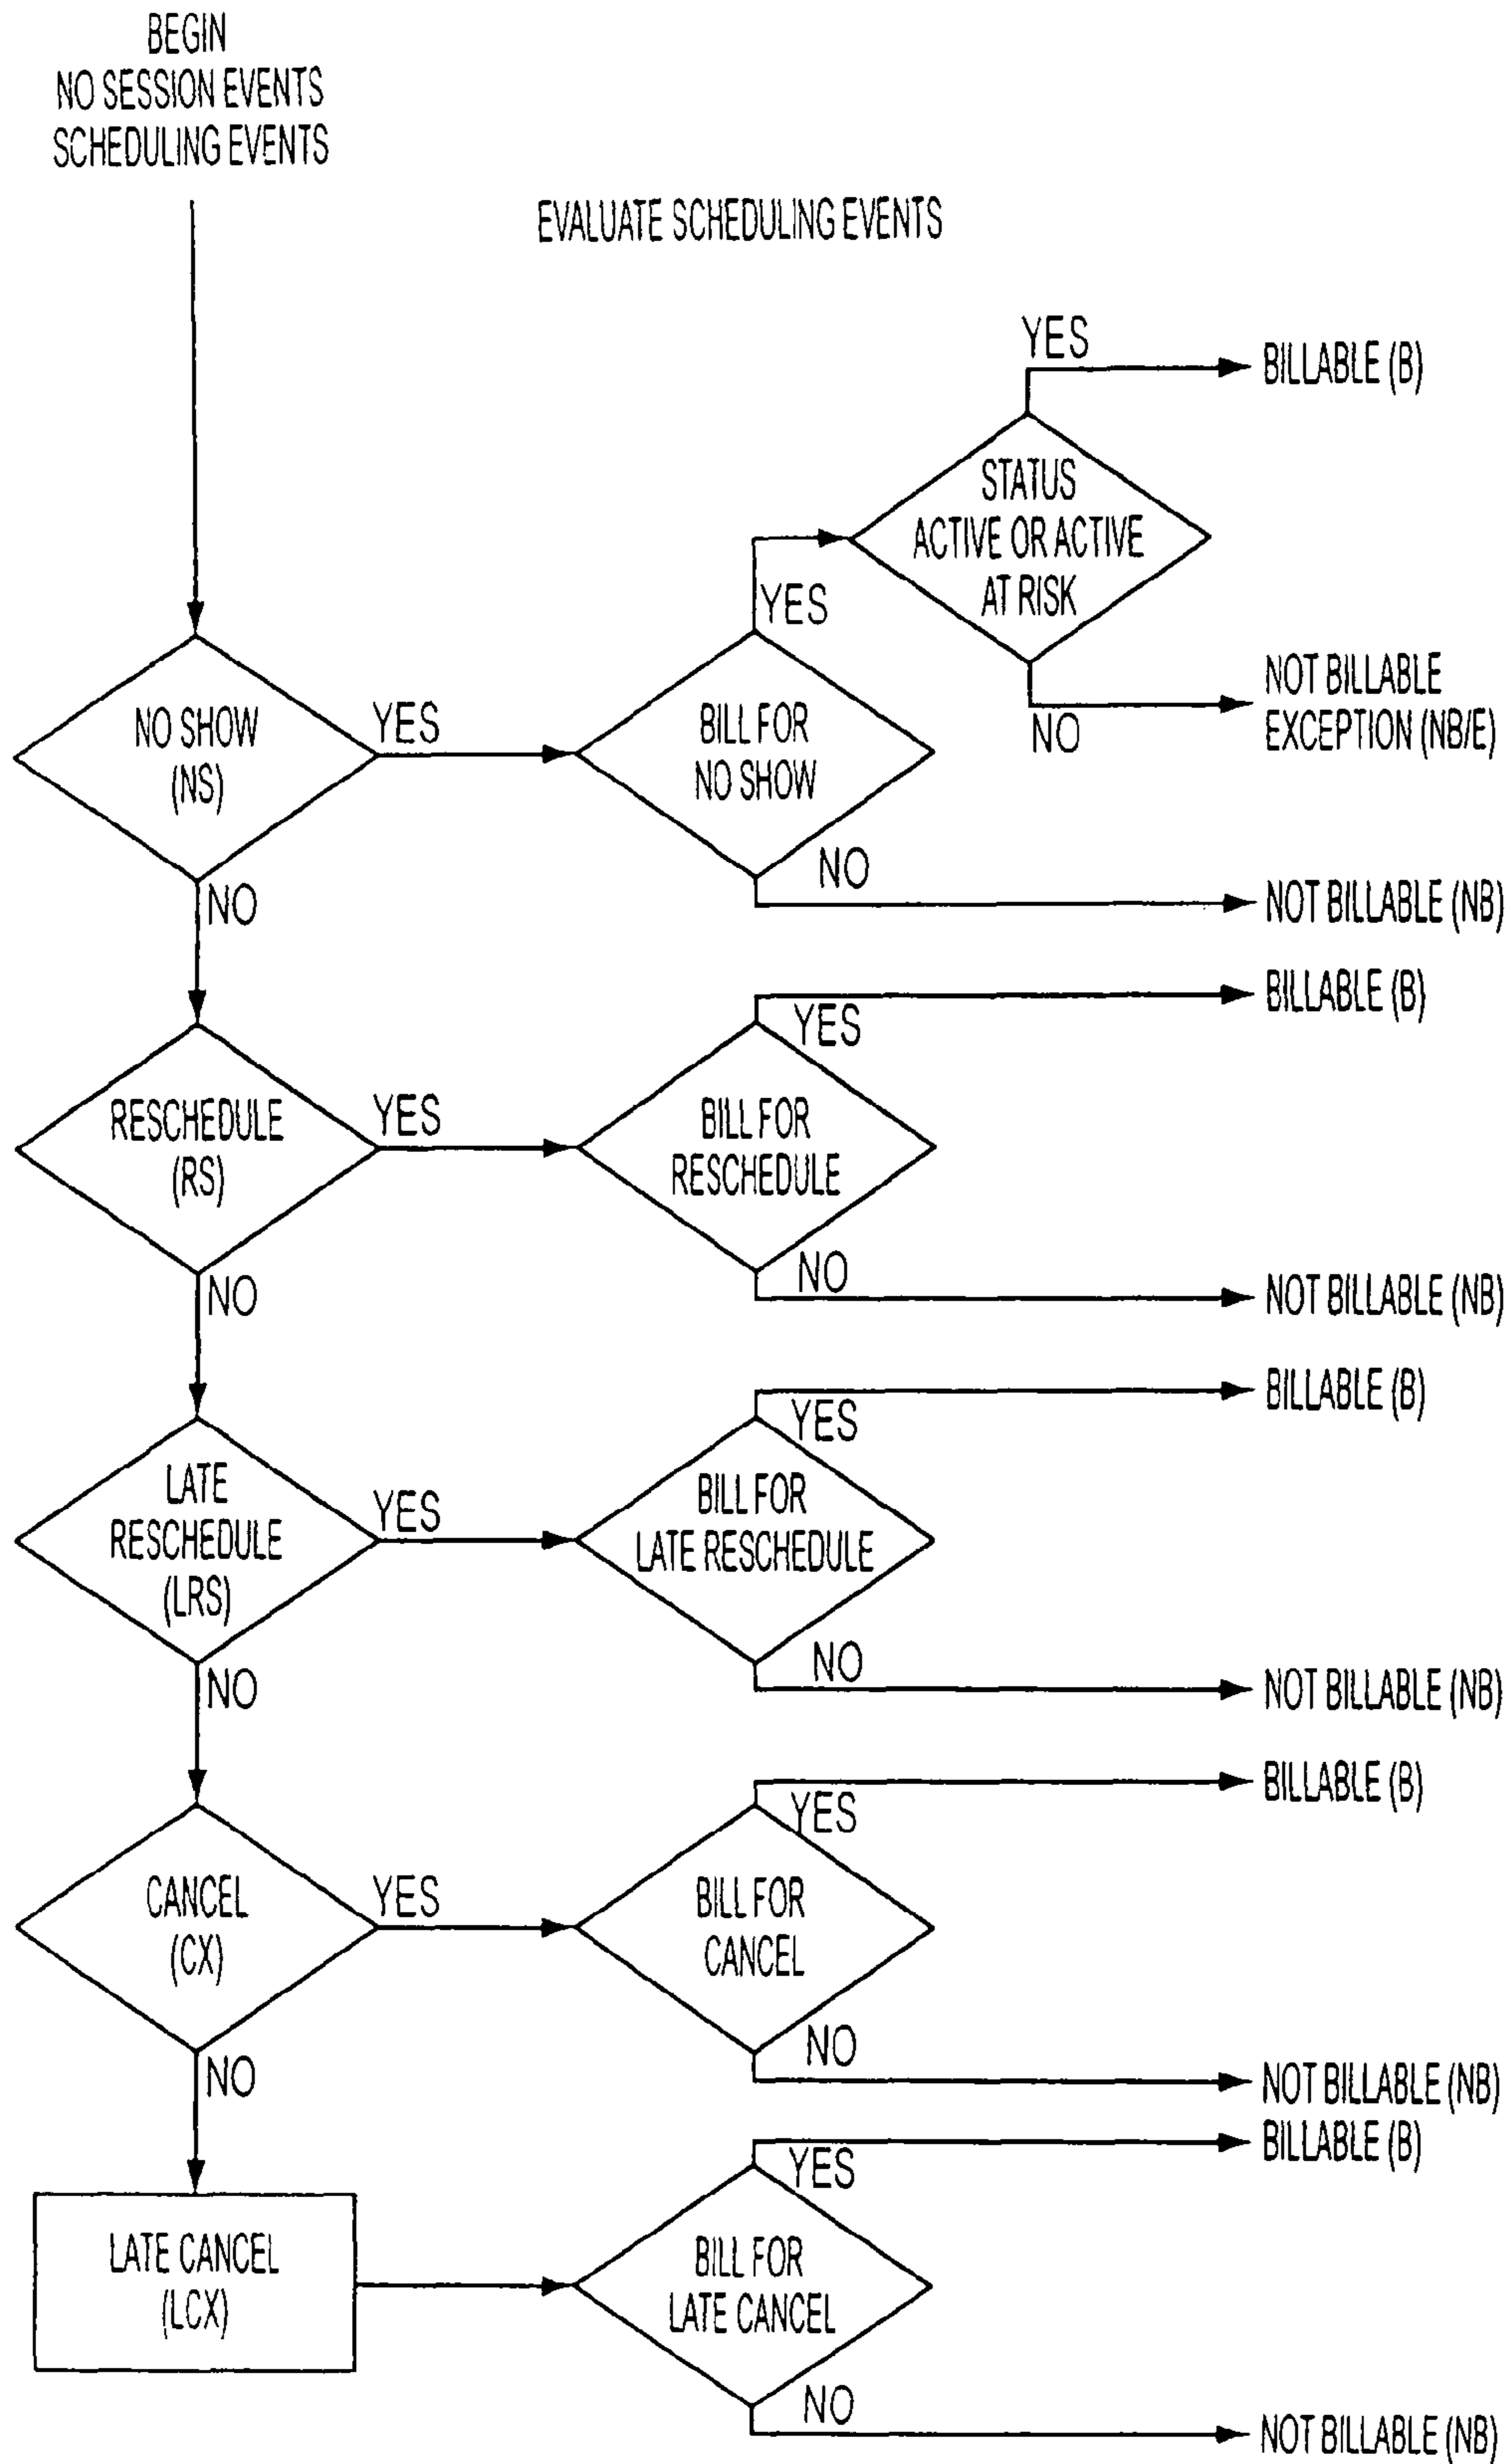 BEGIN
NO SESSION EVENTS
SCHEDULING EVENTS
EVALUATE SCHEDULING EVENTS
YES
BILLABLE (B)
STATUS
ACTIVE OR ACTIVE
AT RISK
YES
NO
NOT BILLABLE
EXCEPTION (NB/E)
NO SHOW
(NS)
YES
BILL FOR
NO SHOW
NO
NO
NOT BILLABLE (NB)
YES
BILLABLE (B)
RESCHEDULE
(RS)
YES
BILL FOR
RESCHEDULE
NO
NO
NOT BILLABLE (NB)
YES
BILLABLE (B)
LATE
RESCHEDULE
(LRS)
YES
BILL FOR
LATE RESCHEDULE
NO
NO
NOT BILLABLE (NB)
YES
BILLABLE (B)
CANCEL
(CX)
YES
BILL FOR
CANCEL
NO
NO
NOT BILLABLE (NB)
YES
BILLABLE (B)
LATE CANCEL
(LCX)
BILL FOR
LATE CANCEL
NO
NOT BILLABLE (NB)